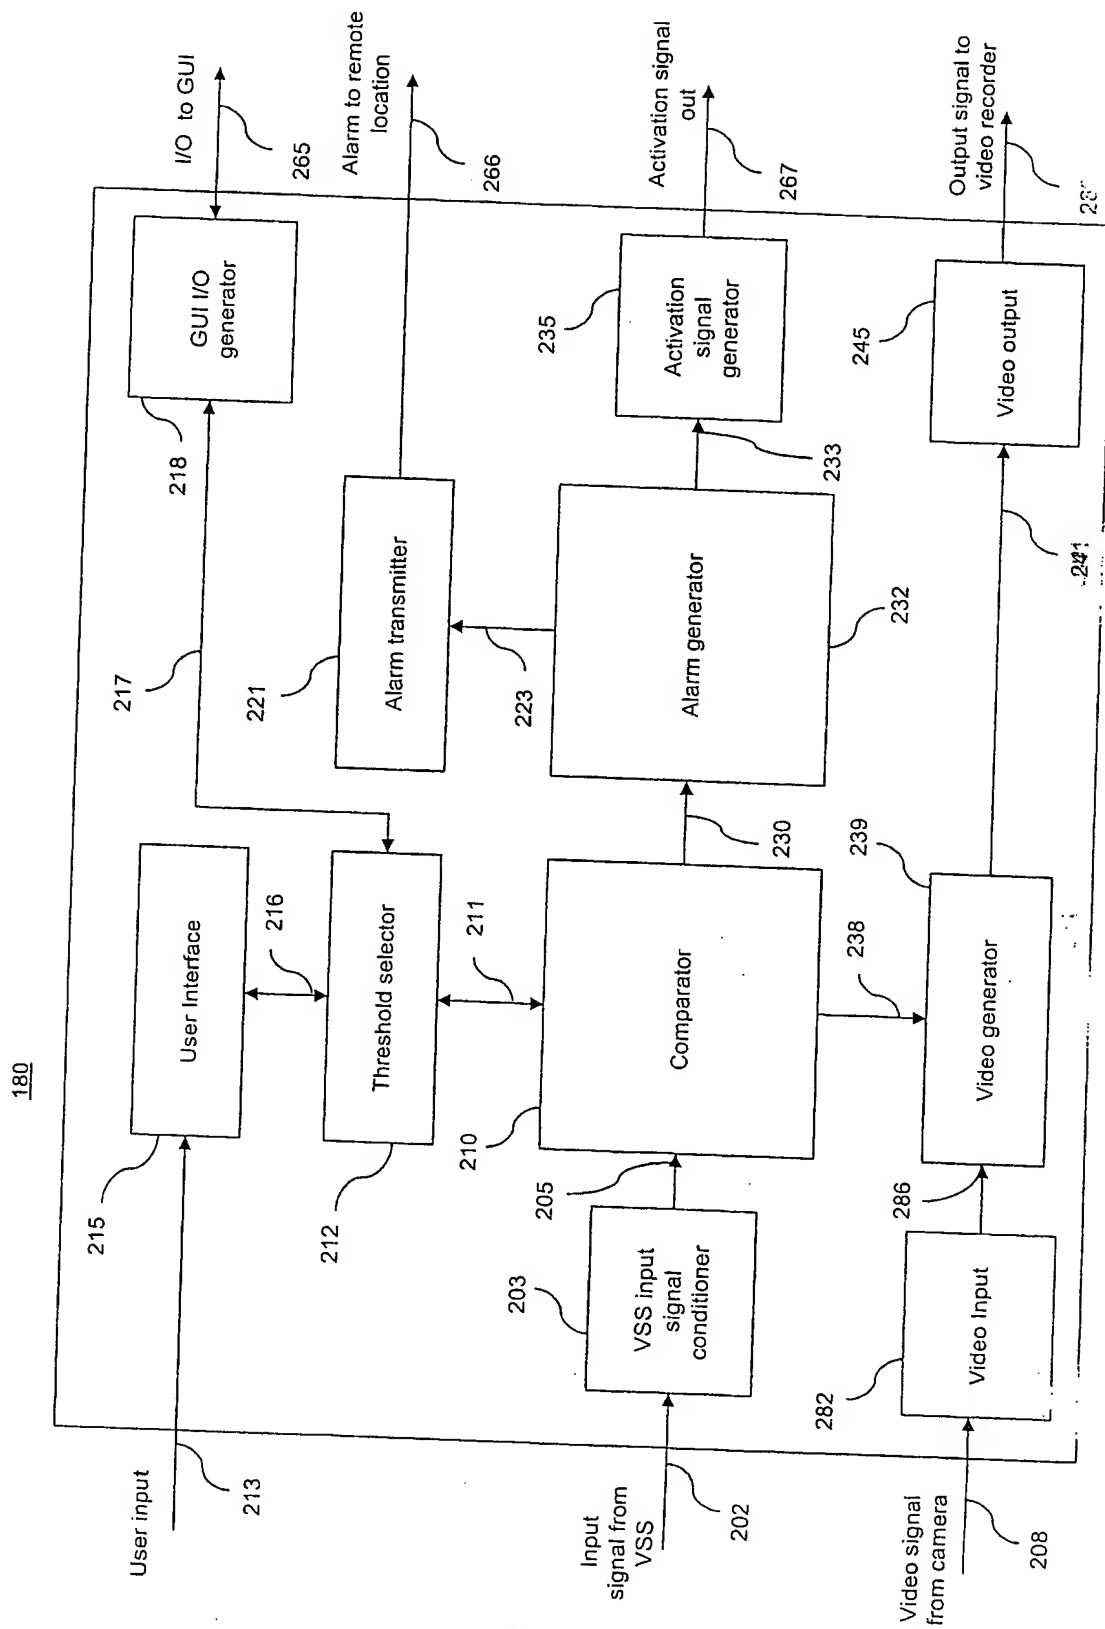 180
User input
213
215
User Interface
216
217
218
GUI I/O
generator
I/O to GUI
265
212
Threshold selector
211
221
Alarm transmitter
223
Alarm to remote
location
266
Input
signal from
VSS
202
203
VSS input
signal
conditioner
205
210
Comparator
230
238
Alarm generator
232
233
235
Activation
signal
generator
Activation signal
out
267
Video signal
from camera
208
282
Video Input
286
239
Video generator
241
245
Video output
Output signal to
video recorder